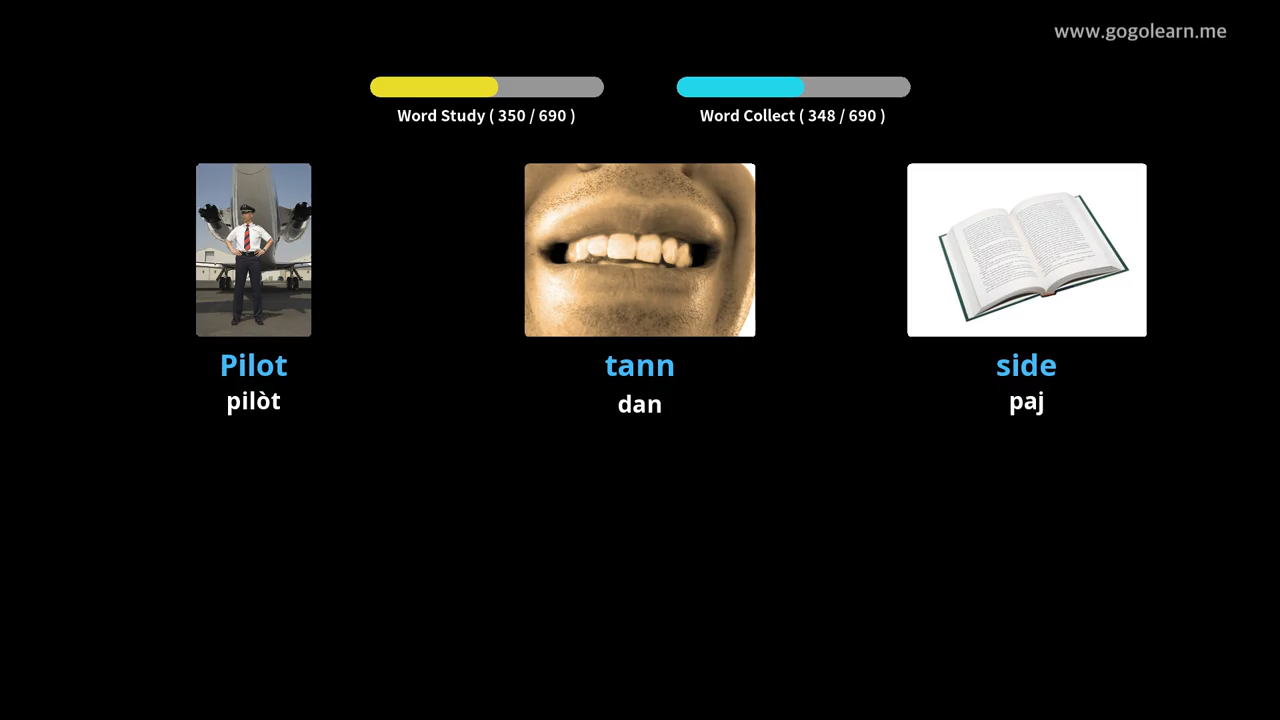 www.gogolearn.me
Word Study ( 350 / 690 )
Word Collect ( 348 / 690 )
Pilot
pilòt
tann
dan
side
paj